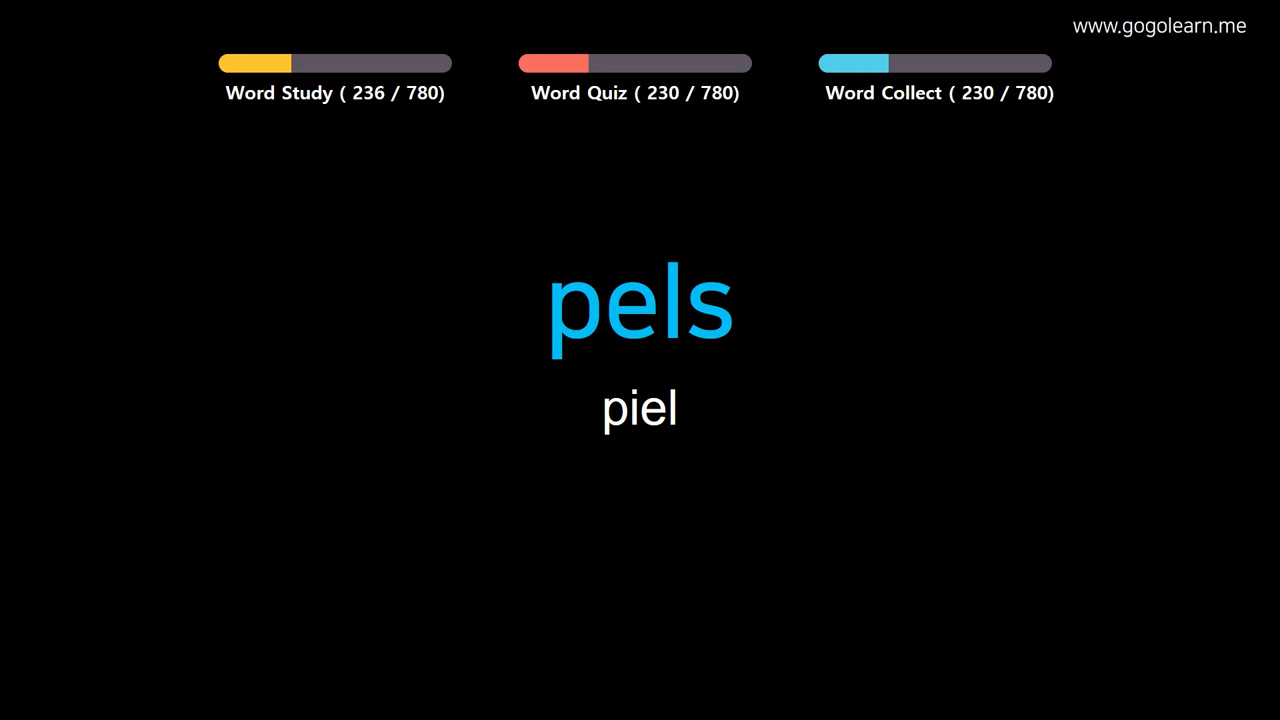 www.gogolearn.me
Word Study ( 236 / 780)
Word Quiz ( 230 / 780)
Word Collect ( 230 / 780)
pels
piel